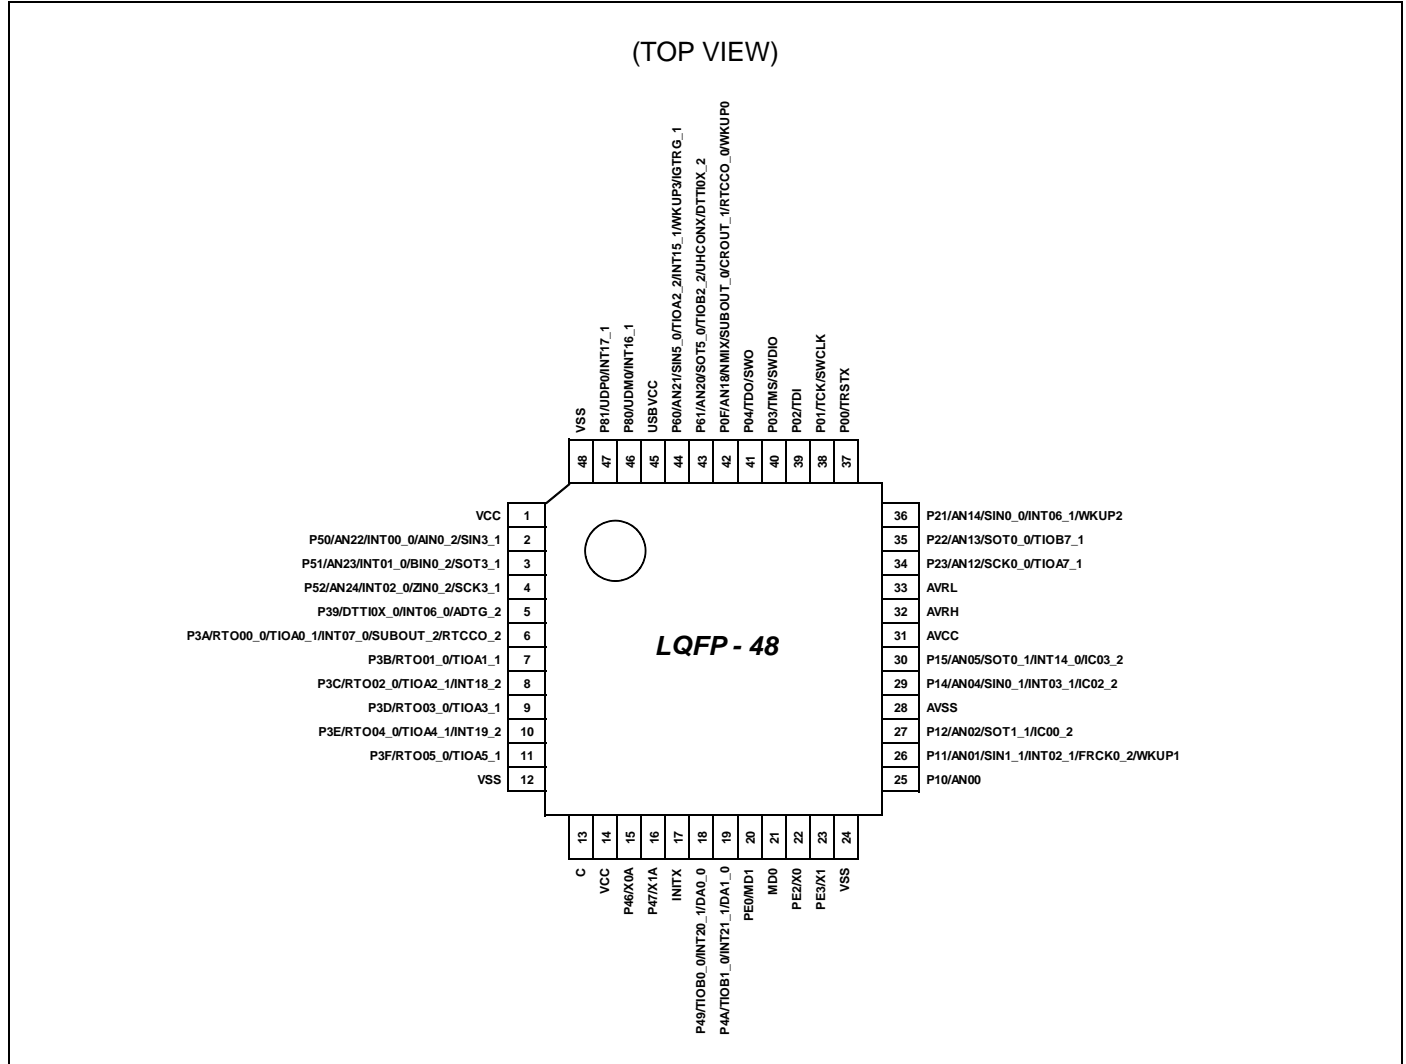 (TOP VIEW)
VSS
P81/UDP0/INT17_1
P80/UDM0/INT16_1
USBVCC
P60/AN21/SIN5_0/TIOA2_2/INT15_1/WKUP3/IGTRG_1
P61/AN20/SOT5_0/TIOB2_2/UHCONX/DTTI0X_2
P0F/AN18/NMIX/SUBOUT_0/CROUT_1/RTCCO_0/WKUP0
P04/TDO/SWO
P03/TMS/SWDIO
P02/TDI
P01/TCK/SWCLK
P00/TRSTX
48
47
46
45
44
43
42
41
40
39
38
37
VCC 1
P50/AN22/INT00_0/AIN0_2/SIN3_1 2
P51/AN23/INT01_0/BIN0_2/SOT3_1 3
P52/AN24/INT02_0/ZIN0_2/SCK3_1 4
P39/DTTI0X_0/INT06_0/ADTG_2 5
P3A/RTO00_0/TIOA0_1/INT07_0/SUBOUT_2/RTCCO_2 6
P3B/RTO01_0/TIOA1_1 7
P3C/RTO02_0/TIOA2_1/INT18_2 8
P3D/RTO03_0/TIOA3_1 9
P3E/RTO04_0/TIOA4_1/INT19_2 10
P3F/RTO05_0/TIOA5_1 11
VSS 12
LQFP - 48
36 P21/AN14/SIN0_0/INT06_1/WKUP2
35 P22/AN13/SOT0_0/TIOB7_1
34 P23/AN12/SCK0_0/TIOA7_1
33 AVRL
32 AVRH
31 AVCC
30 P15/AN05/SOT0_1/INT14_0/IC03_2
29 P14/AN04/SIN0_1/INT03_1/IC02_2
28 AVSS
27 P12/AN02/SOT1_1/IC00_2
26 P11/AN01/SIN1_1/INT02_1/FRCK0_2/WKUP1
25 P10/AN00
13
14
15
16
17
18
19
20
21
22
23
24
C
VCC
P46/X0A
P47/X1A
INITX
P49/TIOB0_0/INT20_1/DA0_0
P4A/TIOB1_0/INT21_1/DA1_0
PE0/MD1
MD0
PE2/X0
PE3/X1
VSS